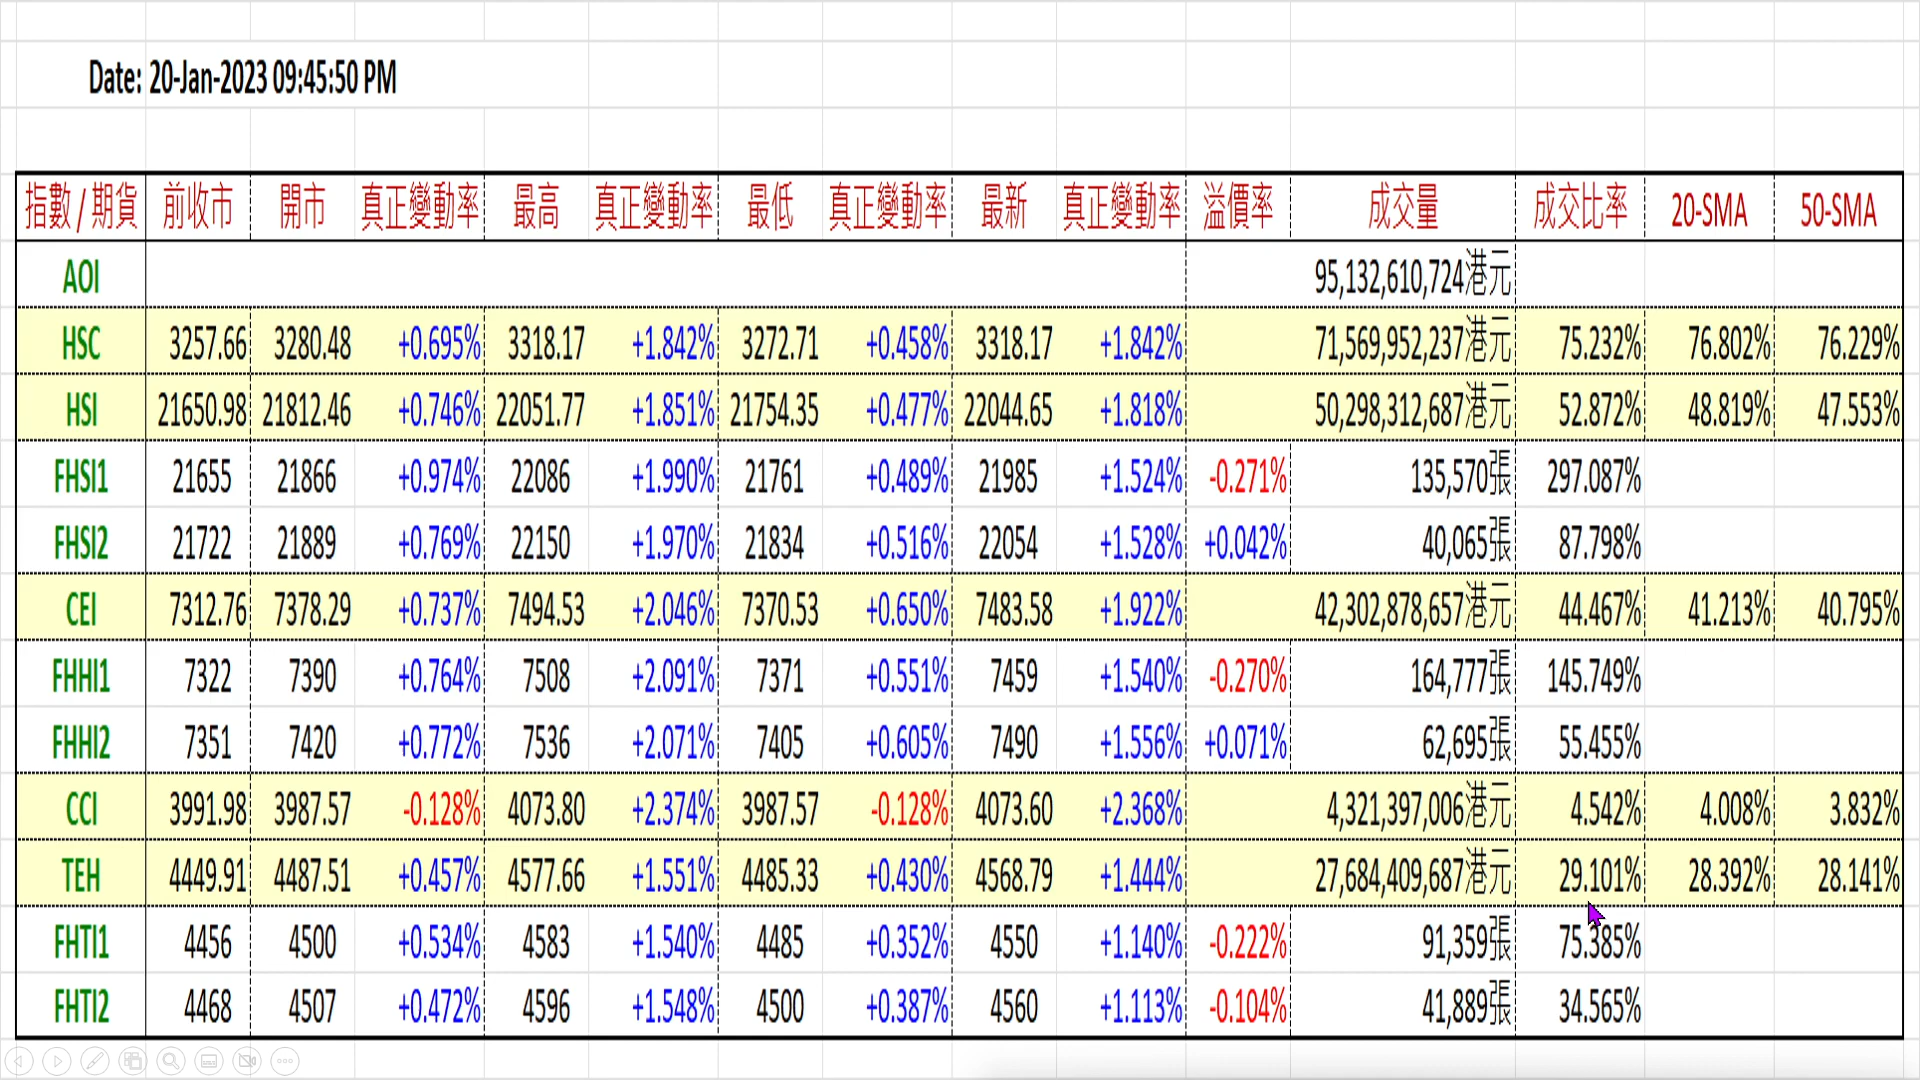 Date: 20-Jan-2023 09:45:50 PM
指數 / 期貨 前收市 開市 真正變動率 最高 真正變動率 最低 真正變動率 最新 真正變動率 溢價率 成交量 成交比率 20-SMA 50-SMA
AOI 95,132,610,724港元
HSC 3257.66 3280.48 +0.695% 3318.17 +1.842% 3272.71 +0.458% 3318.17 +1.842% 71,569,952,237港元 75.232% 76.802% 76.229%
HSI 21650.98 21812.46 +0.746% 22051.77 +1.851% 21754.35 +0.477% 22044.65 +1.818% 50,298,312,687港元 52.872% 48.819% 47.553%
FHSI1 21655 21866 +0.974% 22086 +1.990% 21761 +0.489% 21985 +1.524% -0.271% 135,570張 297.087%
FHSI2 21722 21889 +0.769% 22150 +1.970% 21834 +0.516% 22054 +1.528% +0.042% 40,065張 87.798%
CEI 7312.76 7378.29 +0.737% 7494.53 +2.046% 7370.53 +0.650% 7483.58 +1.922% 42,302,878,657港元 44.467% 41.213% 40.795%
FHHI1 7322 7390 +0.764% 7508 +2.091% 7371 +0.551% 7459 +1.540% -0.270% 164,777張 145.749%
FHHI2 7351 7420 +0.772% 7536 +2.071% 7405 +0.605% 7490 +1.556% +0.071% 62,695張 55.455%
CCI 3991.98 3987.57 -0.128% 4073.80 +2.374% 3987.57 -0.128% 4073.60 +2.368% 4,321,397,006港元 4.542% 4.008% 3.832%
TEH 4449.91 4487.51 +0.457% 4577.66 +1.551% 4485.33 +0.430% 4568.79 +1.444% 27,684,409,687港元 29.101% 28.392% 28.141%
FHTI1 4456 4500 +0.534% 4583 +1.540% 4485 +0.352% 4550 +1.140% -0.222% 91,359張 75.385%
FHTI2 4468 4507 +0.472% 4596 +1.548% 4500 +0.387% 4560 +1.113% -0.104% 41,889張 34.565%